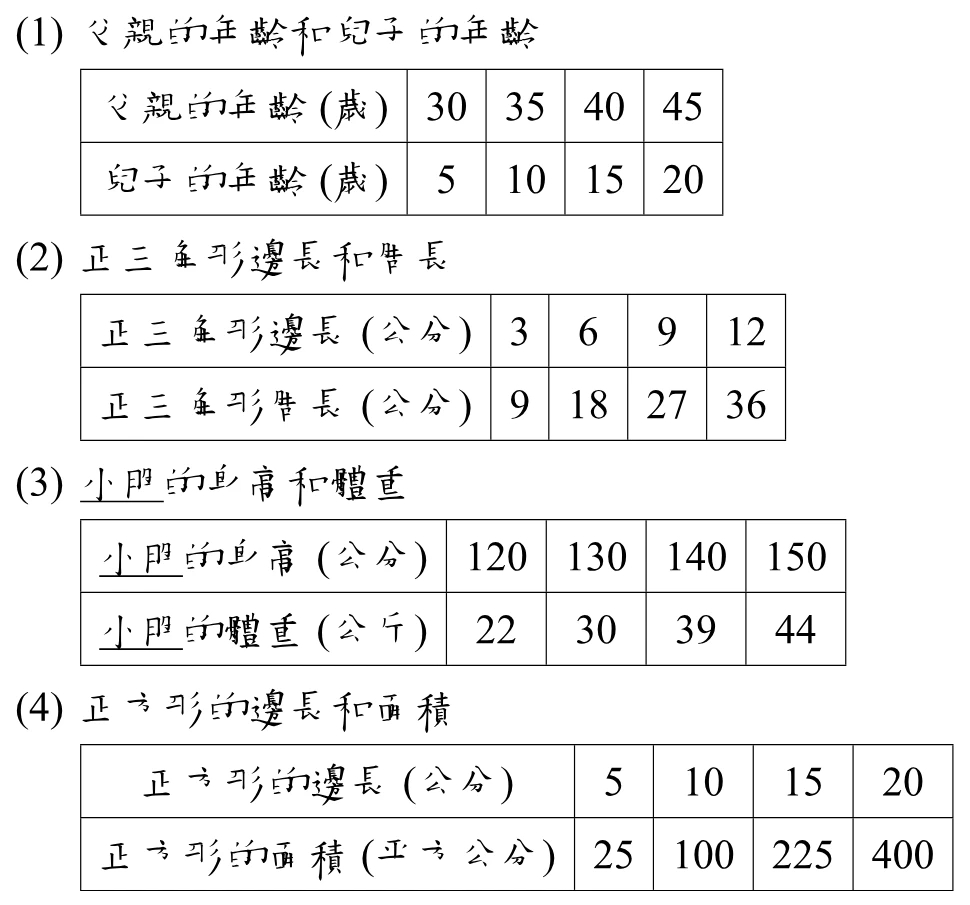 (1) 父親的年齡和兒子的年齡
父親的年齡(歲) 30 35 40 45
兒子的年齡(歲) 5 10 15 20
(2) 正三角形邊長和周長
正三角形邊長(公分) 3 6 9 12
正三角形周長(公分) 9 18 27 36
(3) 小明的身高和體重
小明的身高(公分) 120 130 140 150
小明的體重(公斤) 22 30 39 44
(4) 正方形的邊長和面積
正方形的邊長(公分) 5 10 15 20
正方形的面積(平方公分) 25 100 225 400